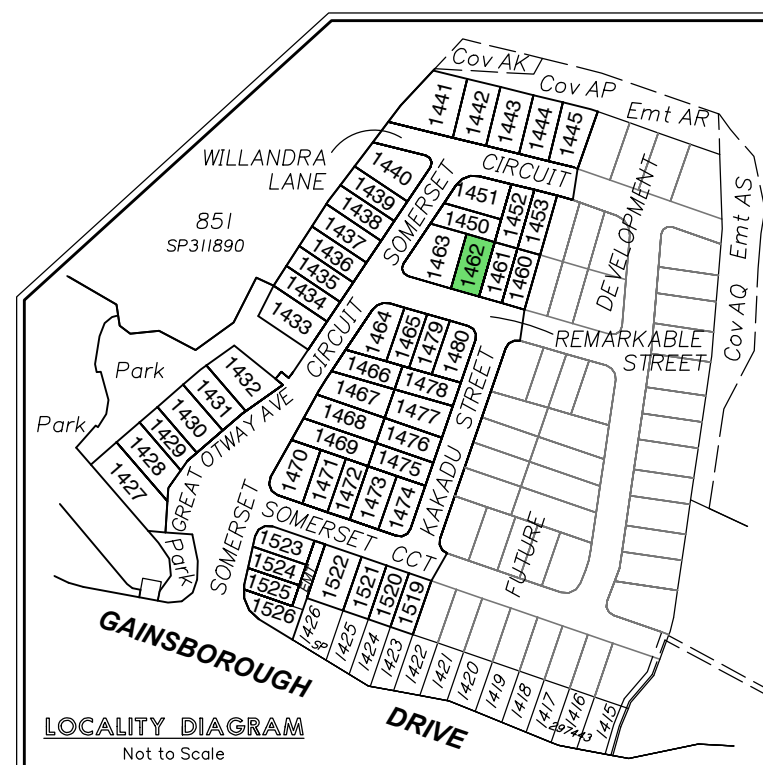 Cov AK
Cov AP
Emt AR
1441
1442
1443
1444
1445
WILLANDRA
LANE
CIRCUIT
DEVELOPMENT
Emt AS
Cov AQ
851
SP311890
1440
1439
1438
1437
1436
1435
1434
1433
SOMERSET
CIRCUIT
1451
1450
1452
1453
1463
1462
1461
1460
REMARKABLE
STREET
Park
Park
1432
1431
1430
1429
1428
1427
GREAT OTWAY AVE
1464
1465
1479
1480
1466
1478
1467
1477
1468
1476
1469
1475
1470
1471
1472
1473
1474
KAKADU STREET
FUTURE
SOMERSET
SOMERSET CCT
Park
1523
1524
1525
1526
EMT
1522
1521
1520
1519
1426
SP
1425
1424
1423
1422
1421
1420
1419
1418
1417
1416
1415
297443
GAINSBOROUGH
DRIVE
LOCALITY DIAGRAM
Not to Scale